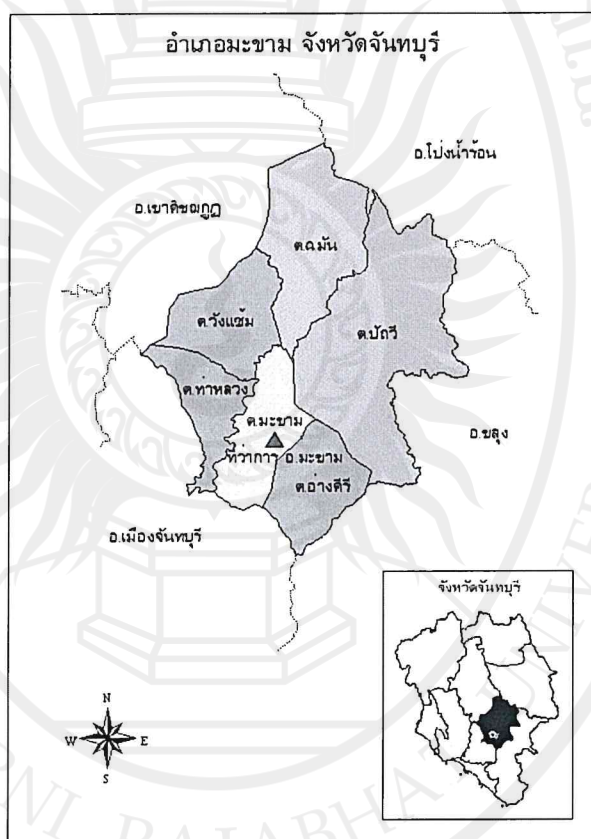 อำเภอมะขาม จังหวัดจันทบุรี
อ.โป่งน้ำร้อน
อ.เขาคิชฌกูฏ
ต.ฉมัน
ต.วังแซ้ม
ต.ปัถวี
ต.ท่าหลวง
ต.มะขาม
อ.ขลุง
ที่ว่าการ อ.มะขาม
ต.อ่างคีรี
อ.เมืองจันทบุรี
จังหวัดจันทบุรี
N
W E
S
RNI RAJABHAT UNIVER